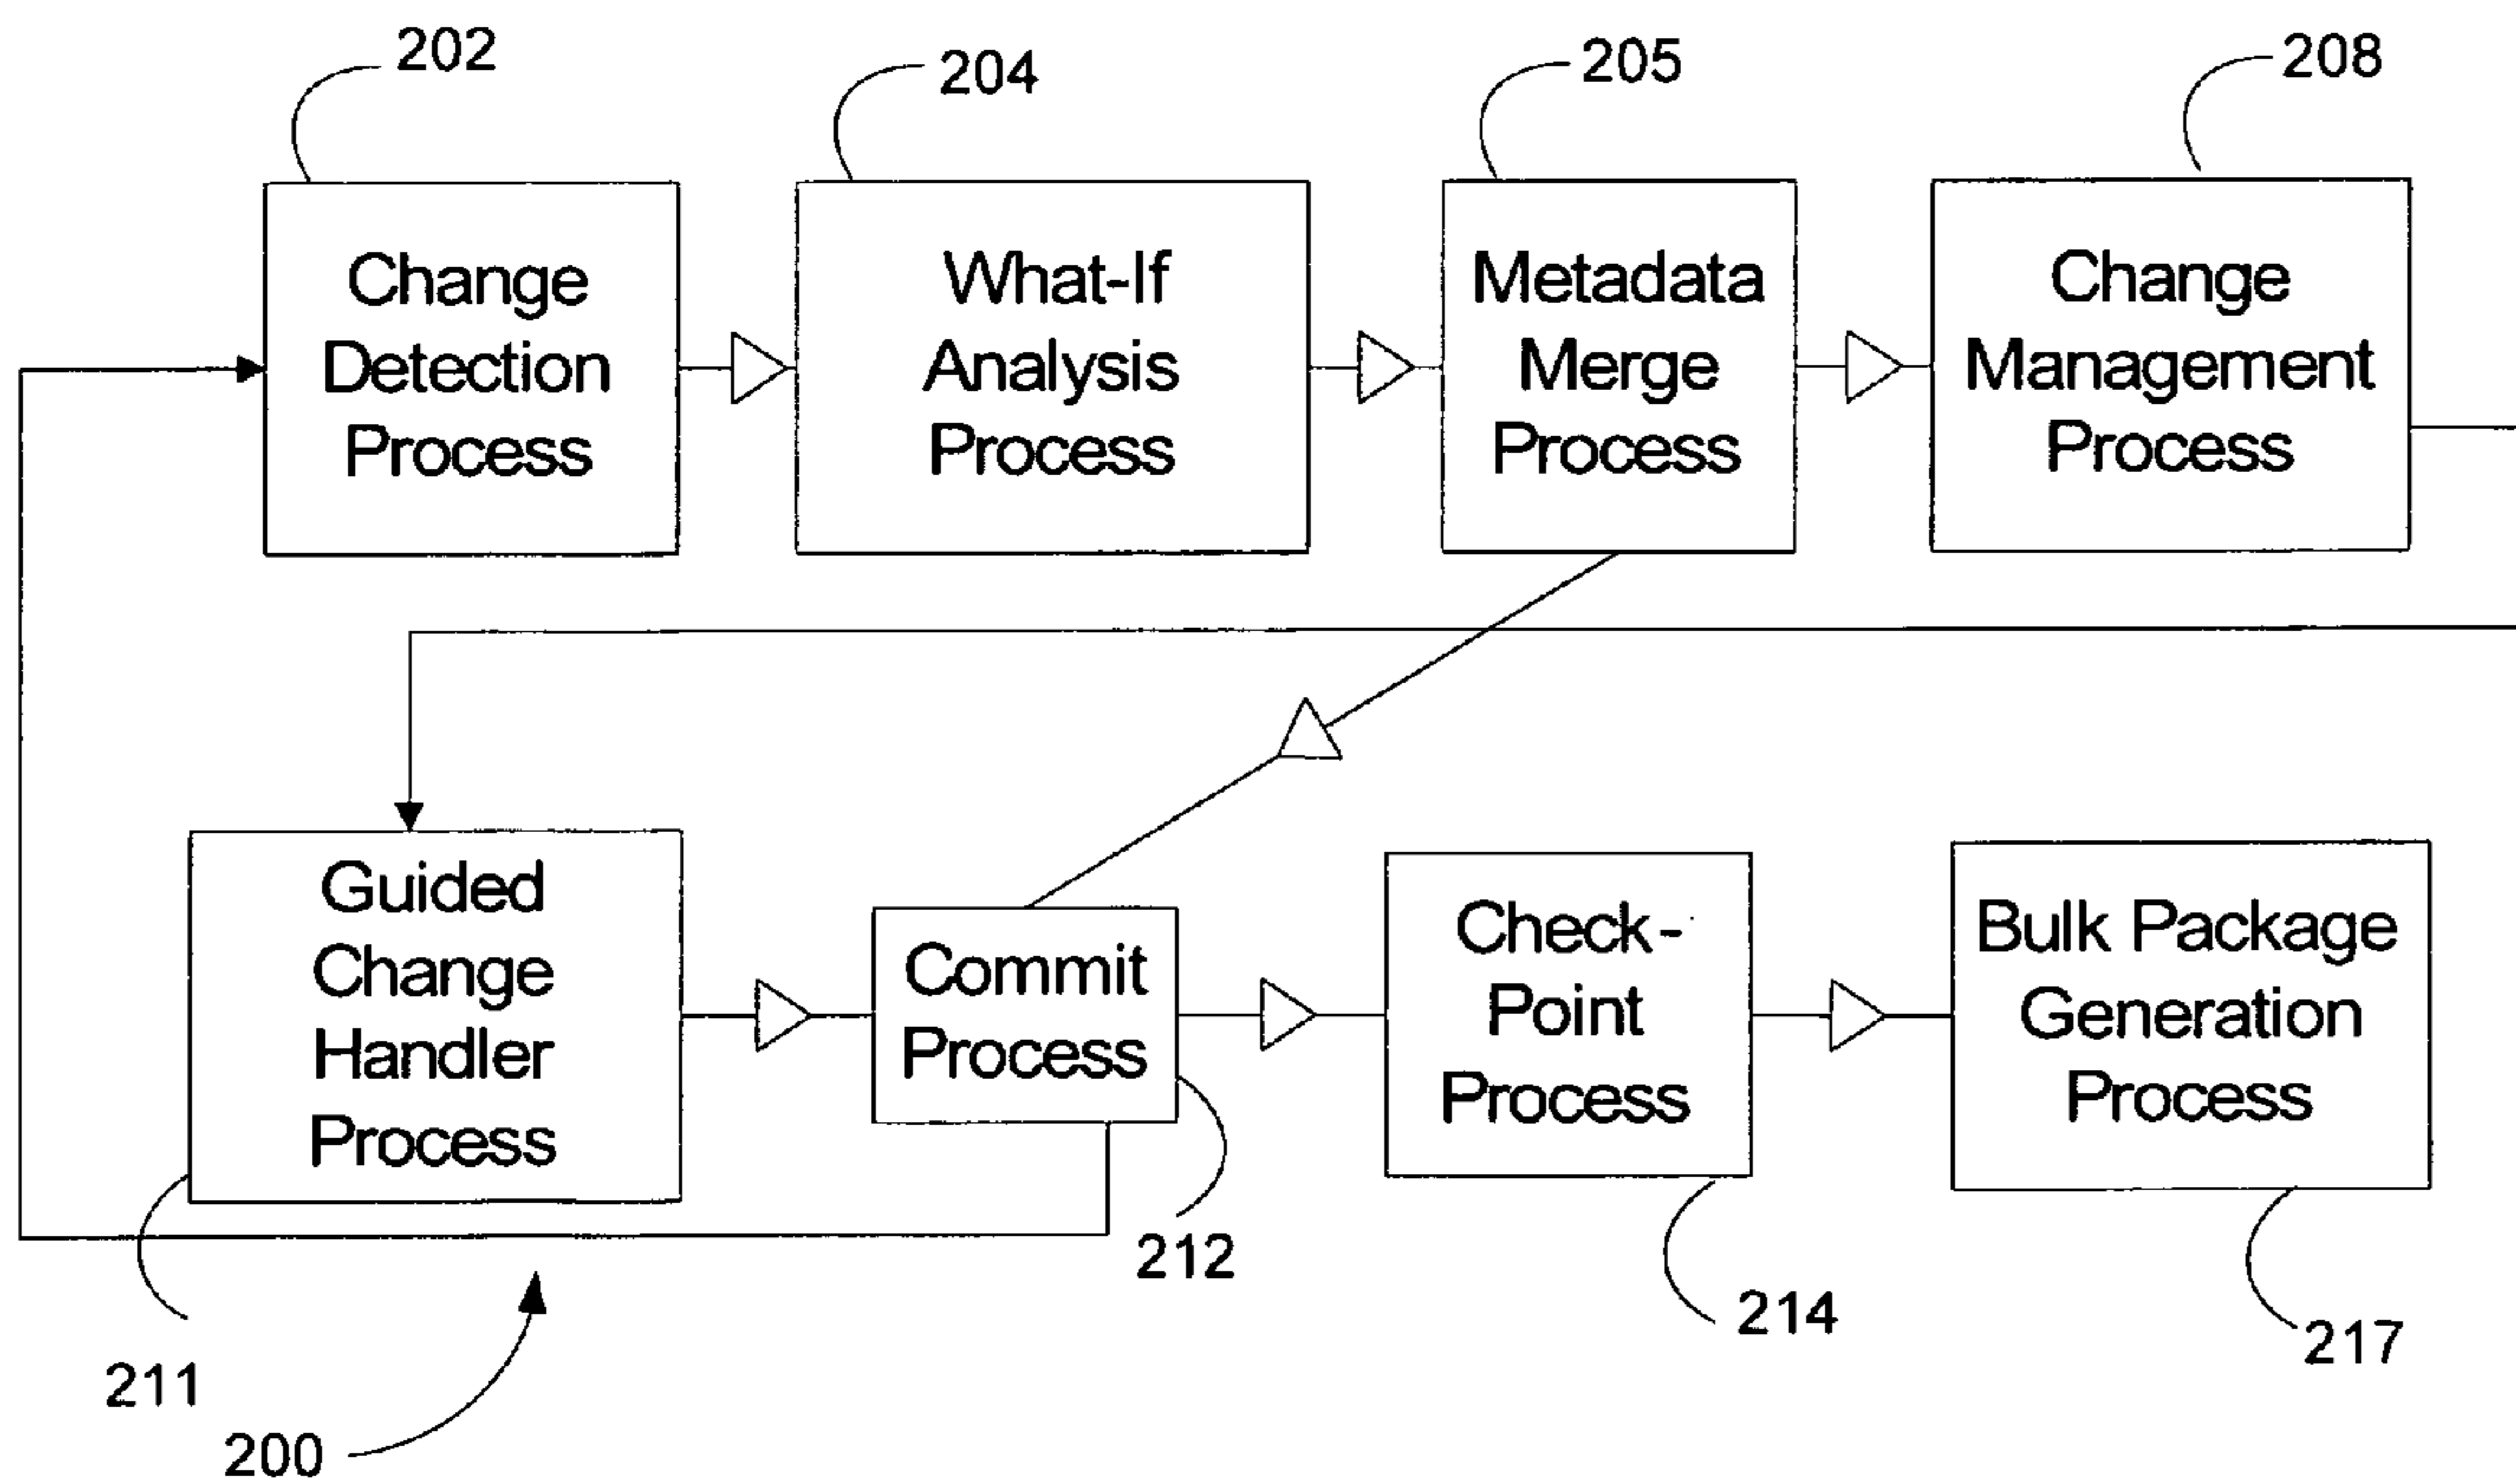 202
204
205
208
Change
Detection
Process
What-If
Analysis
Process
Metadata
Merge
Process
Change
Management
Process
Guided
Change
Handler
Process
Commit
Process
Check-
Point
Process
Bulk Package
Generation
Process
211
212
214
217
200